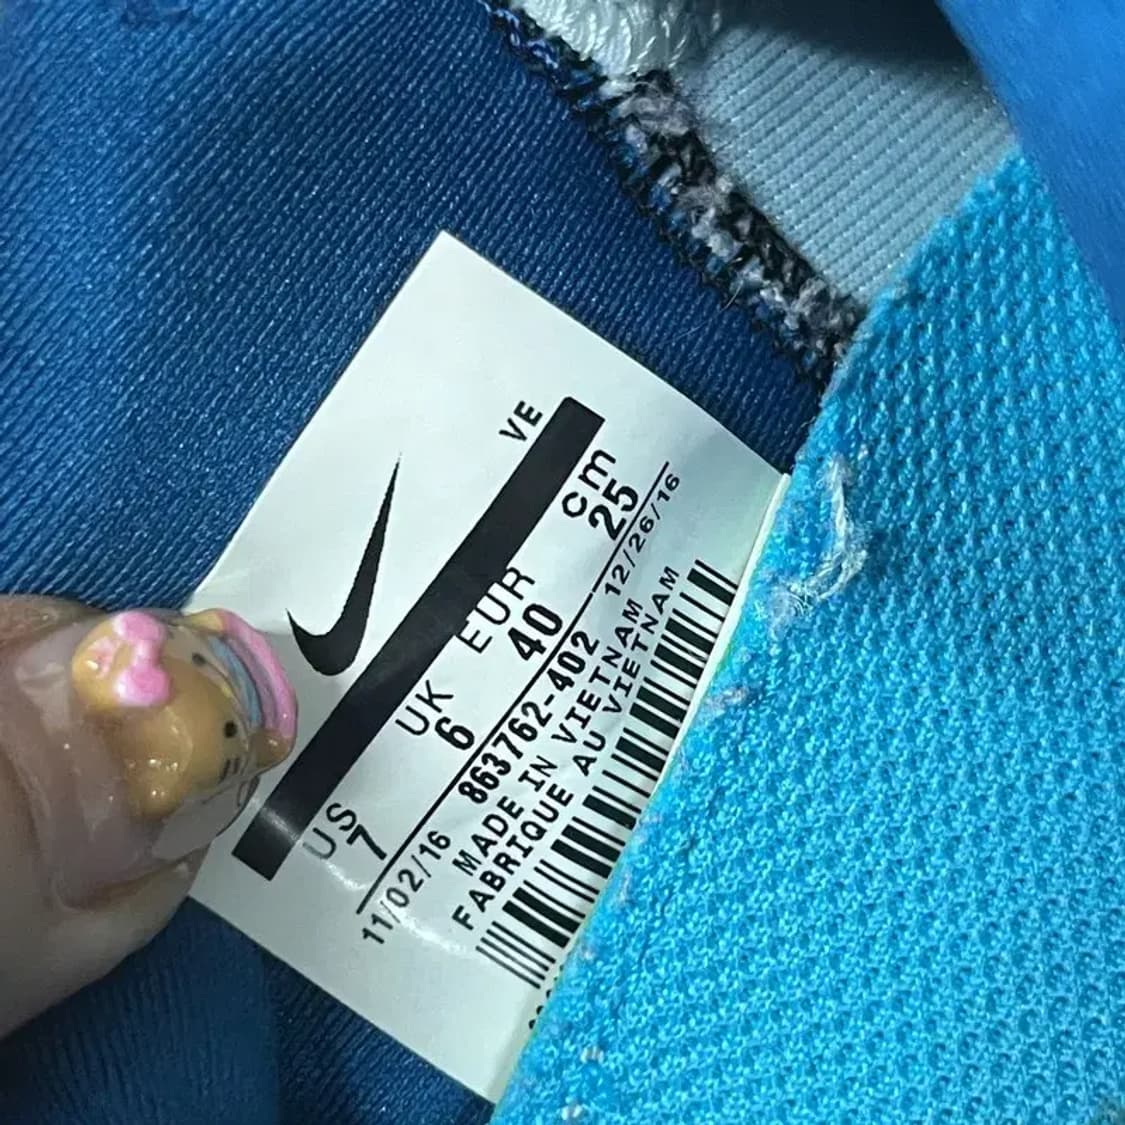 VE
US UK EUR cm
7 6 40 25
11/02/16 863762-402 12/26/16
MADE IN VIETNAM
FABRIQUE AU VIETNAM